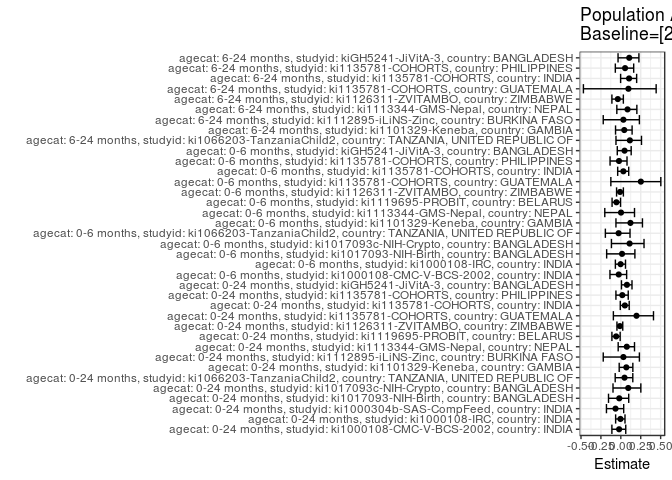 Population A
Baseline=[2
agecat: 6-24 months, studyid: kiGH5241-JiVitA-3, country: BANGLADESH
agecat: 6-24 months, studyid: ki1135781-COHORTS, country: PHILIPPINES
agecat: 6-24 months, studyid: ki1135781-COHORTS, country: INDIA
agecat: 6-24 months, studyid: ki1135781-COHORTS, country: GUATEMALA
agecat: 6-24 months, studyid: ki1126311-ZVITAMBO, country: ZIMBABWE
agecat: 6-24 months, studyid: ki1113344-GMS-Nepal, country: NEPAL
agecat: 6-24 months, studyid: ki1112895-iLiNS-Zinc, country: BURKINA FASO
agecat: 6-24 months, studyid: ki1101329-Keneba, country: GAMBIA
agecat: 6-24 months, studyid: ki1066203-TanzaniaChild2, country: TANZANIA, UNITED REPUBLIC OF
agecat: 0-6 months, studyid: kiGH5241-JiVitA-3, country: BANGLADESH
agecat: 0-6 months, studyid: ki1135781-COHORTS, country: PHILIPPINES
agecat: 0-6 months, studyid: ki1135781-COHORTS, country: INDIA
agecat: 0-6 months, studyid: ki1135781-COHORTS, country: GUATEMALA
agecat: 0-6 months, studyid: ki1126311-ZVITAMBO, country: ZIMBABWE
agecat: 0-6 months, studyid: ki1119695-PROBIT, country: BELARUS
agecat: 0-6 months, studyid: ki1113344-GMS-Nepal, country: NEPAL
agecat: 0-6 months, studyid: ki1101329-Keneba, country: GAMBIA
agecat: 0-6 months, studyid: ki1066203-TanzaniaChild2, country: TANZANIA, UNITED REPUBLIC OF
agecat: 0-6 months, studyid: ki1017093c-NIH-Crypto, country: BANGLADESH
agecat: 0-6 months, studyid: ki1017093-NIH-Birth, country: BANGLADESH
agecat: 0-6 months, studyid: ki1000108-IRC, country: INDIA
agecat: 0-6 months, studyid: ki1000108-CMC-V-BCS-2002, country: INDIA
agecat: 0-24 months, studyid: kiGH5241-JiVitA-3, country: BANGLADESH
agecat: 0-24 months, studyid: ki1135781-COHORTS, country: PHILIPPINES
agecat: 0-24 months, studyid: ki1135781-COHORTS, country: INDIA
agecat: 0-24 months, studyid: ki1135781-COHORTS, country: GUATEMALA
agecat: 0-24 months, studyid: ki1126311-ZVITAMBO, country: ZIMBABWE
agecat: 0-24 months, studyid: ki1119695-PROBIT, country: BELARUS
agecat: 0-24 months, studyid: ki1113344-GMS-Nepal, country: NEPAL
agecat: 0-24 months, studyid: ki1112895-iLiNS-Zinc, country: BURKINA FASO
agecat: 0-24 months, studyid: ki1101329-Keneba, country: GAMBIA
agecat: 0-24 months, studyid: ki1066203-TanzaniaChild2, country: TANZANIA, UNITED REPUBLIC OF
agecat: 0-24 months, studyid: ki1017093c-NIH-Crypto, country: BANGLADESH
agecat: 0-24 months, studyid: ki1017093-NIH-Birth, country: BANGLADESH
agecat: 0-24 months, studyid: ki1000304b-SAS-CompFeed, country: INDIA
agecat: 0-24 months, studyid: ki1000108-IRC, country: INDIA
agecat: 0-24 months, studyid: ki1000108-CMC-V-BCS-2002, country: INDIA
-0.50 -0.25 0.00 0.25 0.50
Estimate